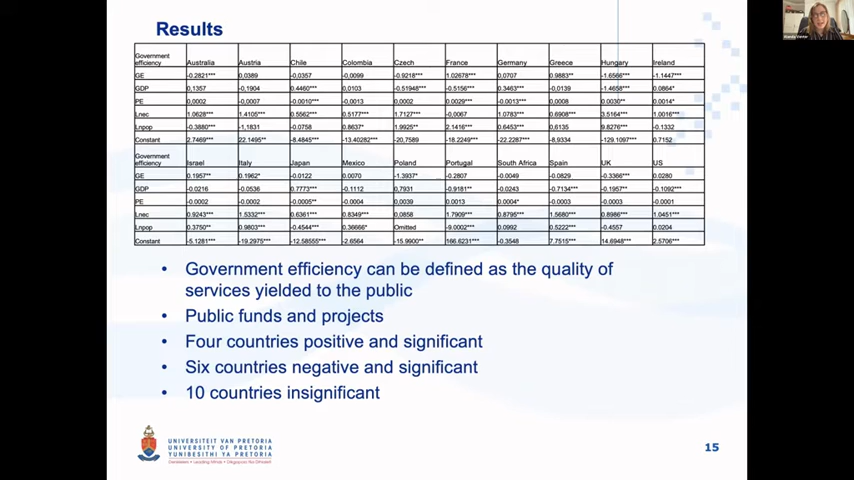 Results
Government efficiency Australia Austria Chile Colombia Czech France Germany Greece Hungary Ireland
GE -0.2821*** 0,0389 -0,0357 -0,0099 -0.9218*** 1.02678*** 0,0707 0.9883** -1.6566*** -1.1447***
GDP 0,1357 -0,1904 0.4460*** 0,0103 -0.51948*** -0.5156*** 0.3463*** -0,0139 -1.4658*** 0.0864*
PE 0,0002 -0,0007 -0.0010*** -0,0013 0,0002 0.0029*** -0.0013*** 0,0008 0.0030** 0.0014*
Lnec 1.0628*** 1.4105*** 0.5562*** 0.5177*** 1.7127*** -0,0067 1.0783*** 0.6908*** 3.5164*** 1.0016***
Lnpop -0.3880*** -1,1831 -0.0758 0.8637* 1.9925** 2.1416*** 0.6453*** 0,6135 9.8276*** -0.1332
Constant 2.7469*** 22.1495** -8.4845*** -13.40282*** -20,7589 -18.2249*** -22.2287*** -8,9334 -129.1097*** 0.7152
Government efficiency Israel Italy Japan Mexico Poland Portugal South Africa Spain UK US
GE 0.1957** 0.1962* -0.0122 0.0070 -1.3937* -0.2807 -0.0049 -0.0829 -0.3366*** 0.0280
GDP -0.0216 -0.0536 0.7773*** -0.1112 0,7931 -0.9181** -0.0243 -0.7134*** -0.1957** -0.1092***
PE -0.0002 -0.0002 -0.0005** -0.0004 0,0039 0.0013 0.0004* -0.0003 -0.0003 -0.0001
Lnec 0.9243*** 1.5332*** 0.6361*** 0.8349*** 0,0858 1.7909*** 0.8795*** 1.5680*** 0.8986*** 1.0451***
Lnpop 0.3750** 0.9803*** -0.4544*** 0.36666* Omitted -9.0002*** 0.0992 0.5222*** -0.4557 0.0204
Constant -5.1281*** -19.2975*** -12.58555*** -2.6564 -15.9900** 166.6231*** -0.3548 7.7515*** 14.6948*** 2.5706***
• Government efficiency can be defined as the quality of
services yielded to the public
• Public funds and projects
• Four countries positive and significant
• Six countries negative and significant
• 10 countries insignificant
UNIVERSITEIT VAN PRETORIA
UNIVERSITY OF PRETORIA
YUNIBESITHI YA PRETORIA
15